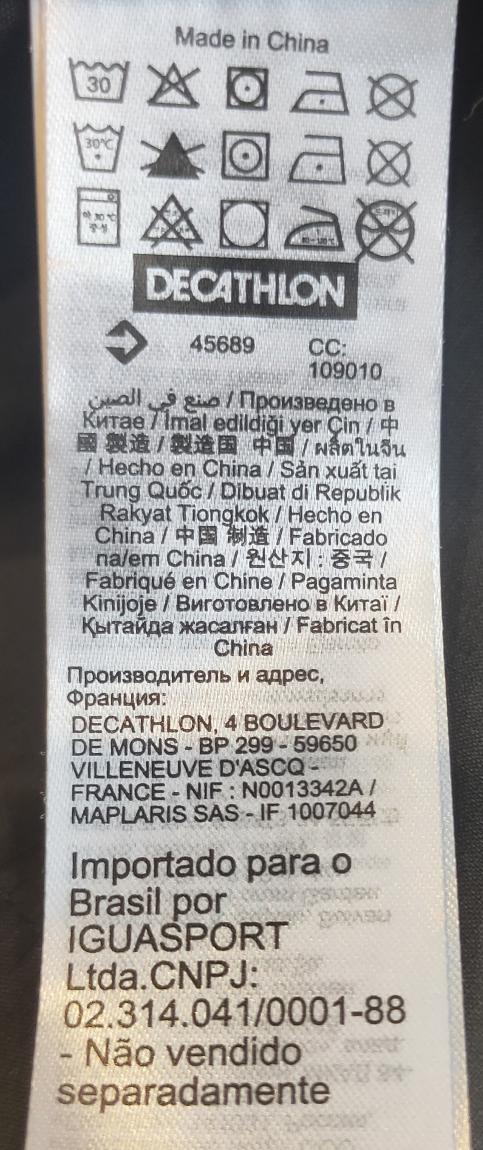 Made in China
30
30℃
DECATHLON
45689 CC:
109010
صنع في الصين / Произведено в
Китае / İmal edildiği yer Çin / 中
國 製造 / 製造国 中国 / ผลิตในจีน
/ Hecho en China / Sản xuất tai
Trung Quốc / Dibuat di Republik
Rakyat Tiongkok / Hecho en
China / 中国 制造 / Fabricado
na/em China / 원산지 : 중국 /
Fabriqué en Chine / Pagaminta
Kinijoje / Виготовлено в Китаї /
Қытайда жасалған / Fabricat în
China
Производитель и адрес,
Франция:
DECATHLON, 4 BOULEVARD
DE MONS - BP 299 - 59650
VILLENEUVE D'ASCQ -
FRANCE - NIF : N0013342A /
MAPLARIS SAS - IF 1007044
Importado para o
Brasil por
IGUASPORT
Ltda.CNPJ:
02.314.041/0001-88
- Não vendido
separadamente